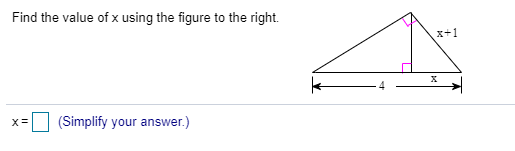 Find the value of x using the figure to the right.
x+1
4
x
x= (Simplify your answer.)